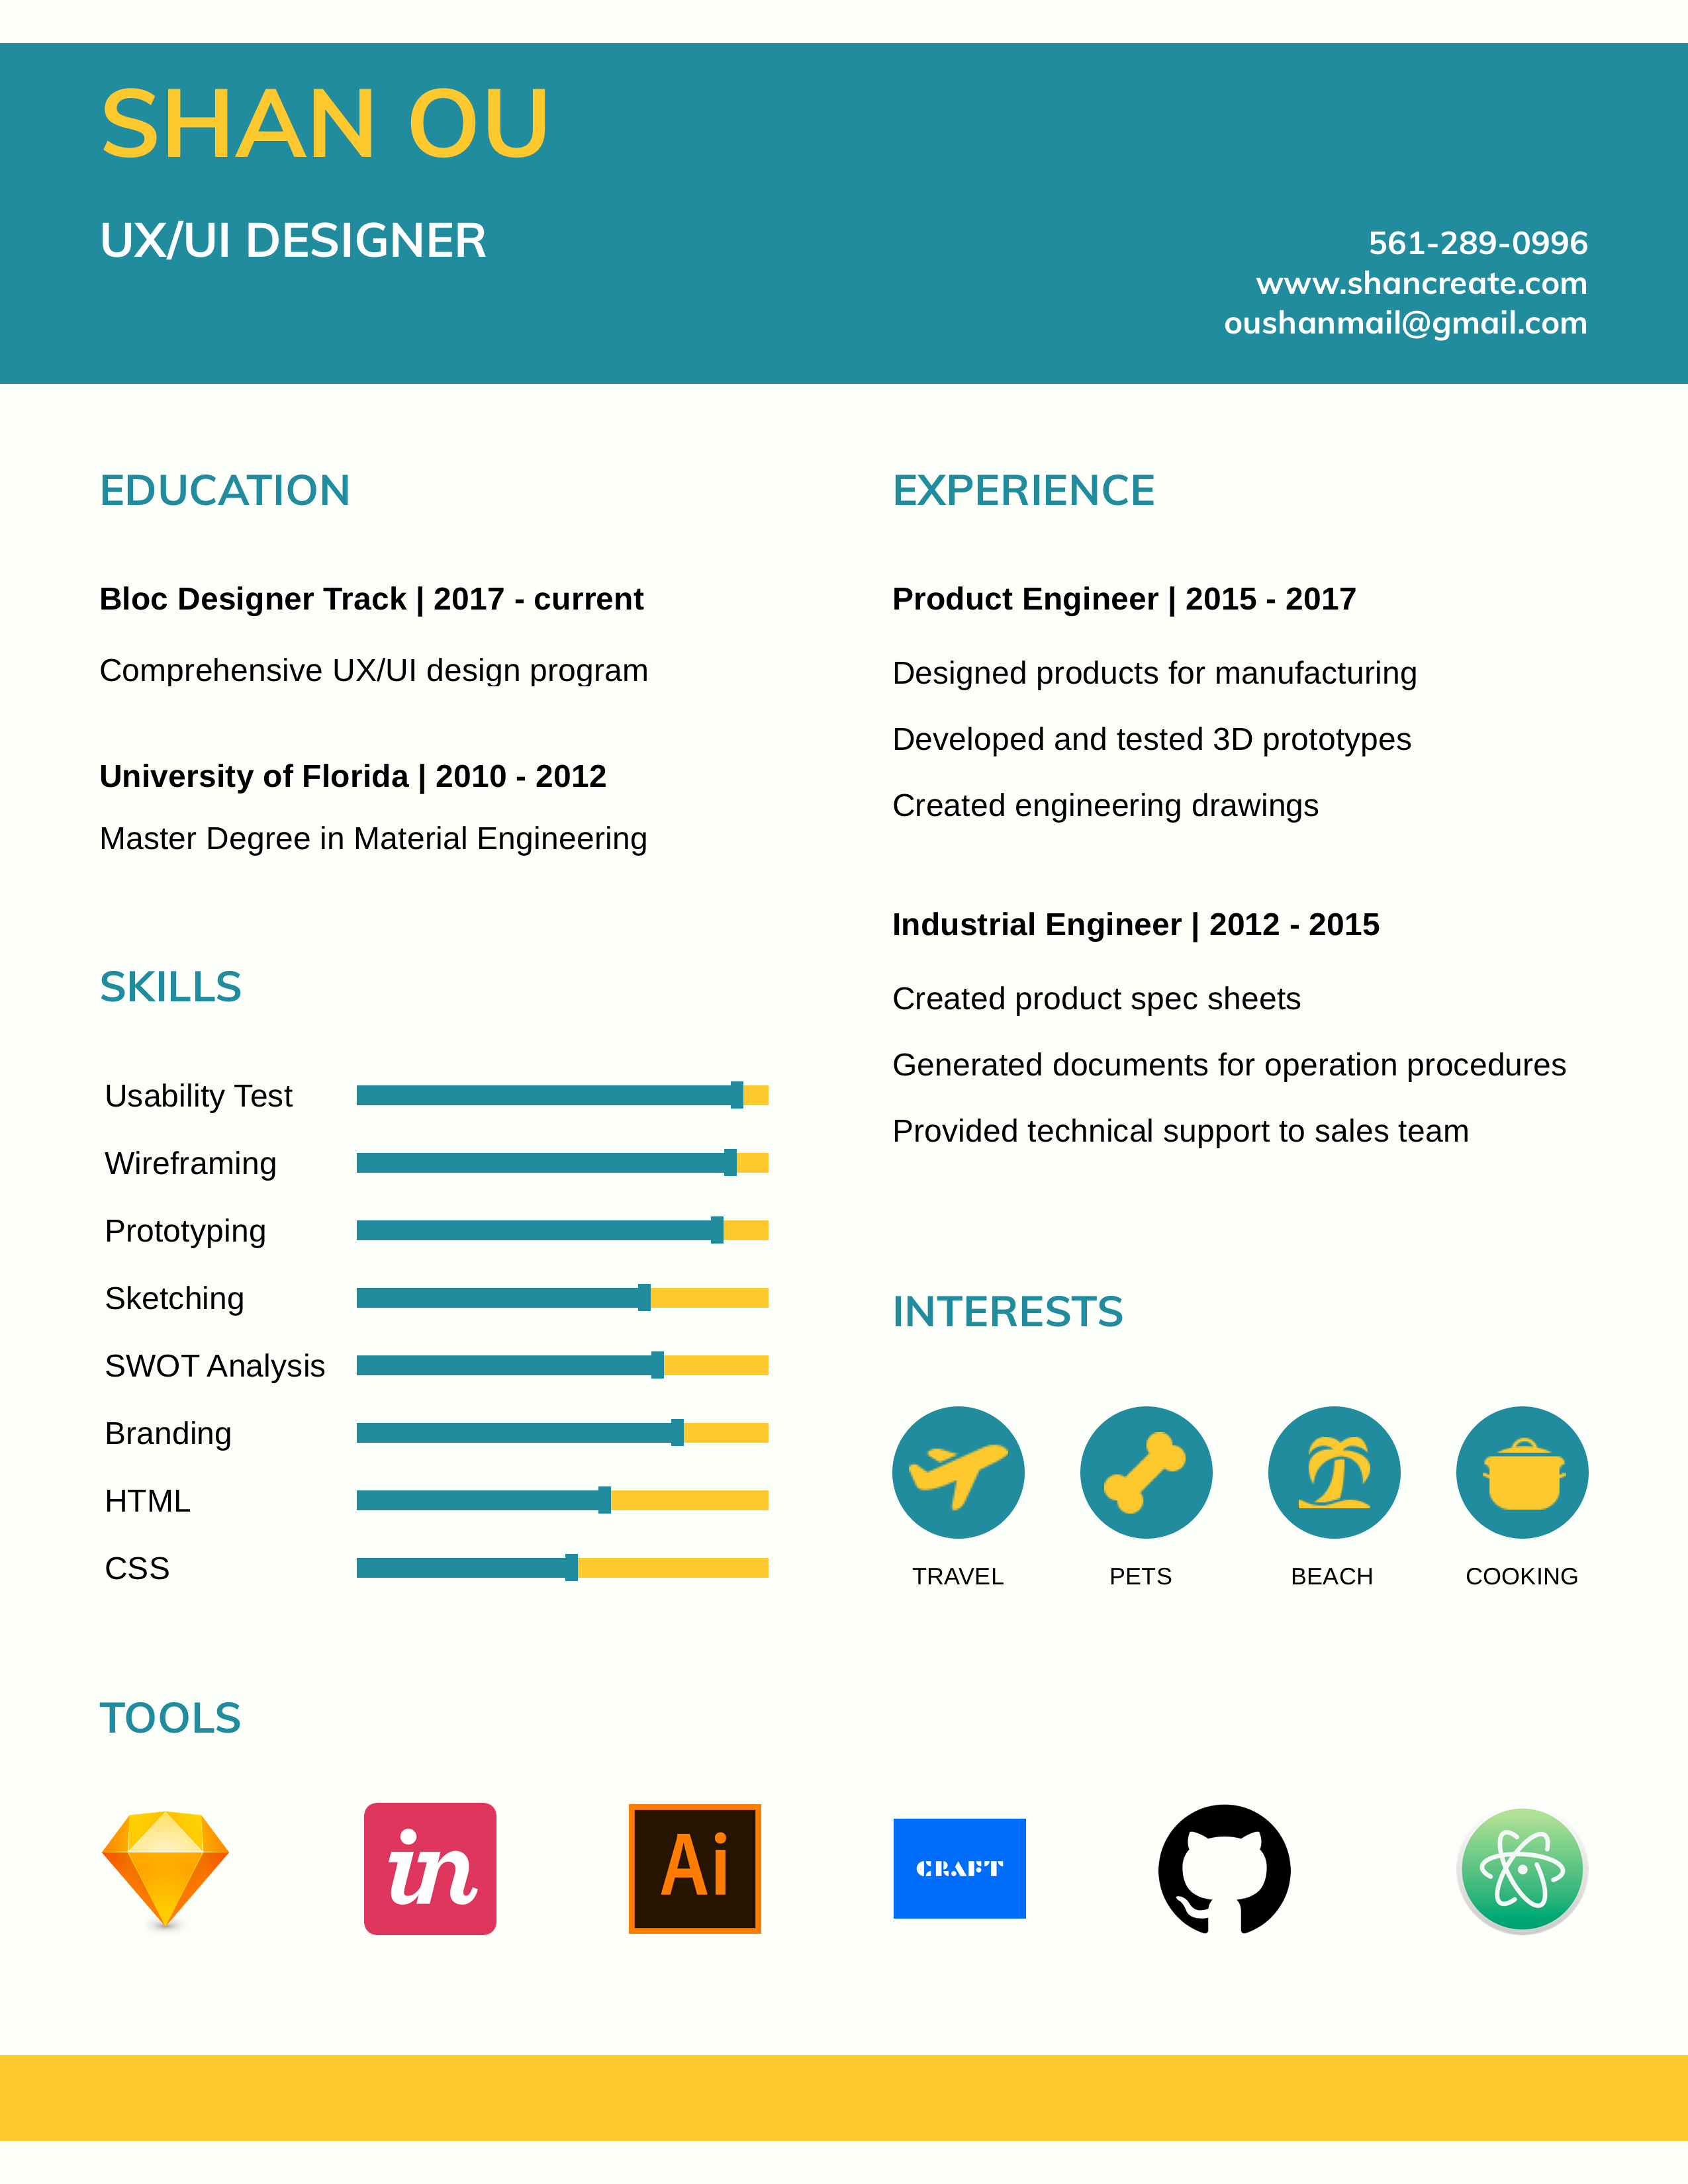 SHAN OU
UX/UI DESIGNER
561-289-0996
www.shancreate.com
oushanmail@gmail.com
EDUCATION
Bloc Designer Track | 2017 - current
Comprehensive UX/UI design program
University of Florida | 2010 - 2012
Master Degree in Material Engineering
SKILLS
Usability Test
Wireframing
Prototyping
Sketching
SWOT Analysis
Branding
HTML
CSS
EXPERIENCE
Product Engineer | 2015 - 2017
Designed products for manufacturing
Developed and tested 3D prototypes
Created engineering drawings
Industrial Engineer | 2012 - 2015
Created product spec sheets
Generated documents for operation procedures
Provided technical support to sales team
INTERESTS
TRAVEL PETS BEACH COOKING
TOOLS
in Ai CRAFT